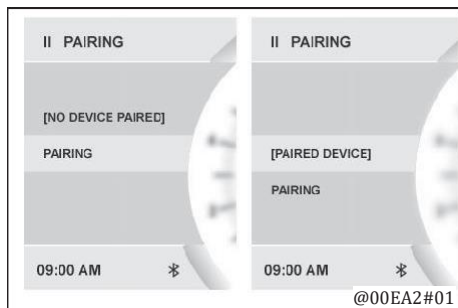 II PAIRING
[NO DEVICE PAIRED]
PAIRING
09:00 AM
II PAIRING
[PAIRED DEVICE]
PAIRING
09:00 AM
@00EA2#01